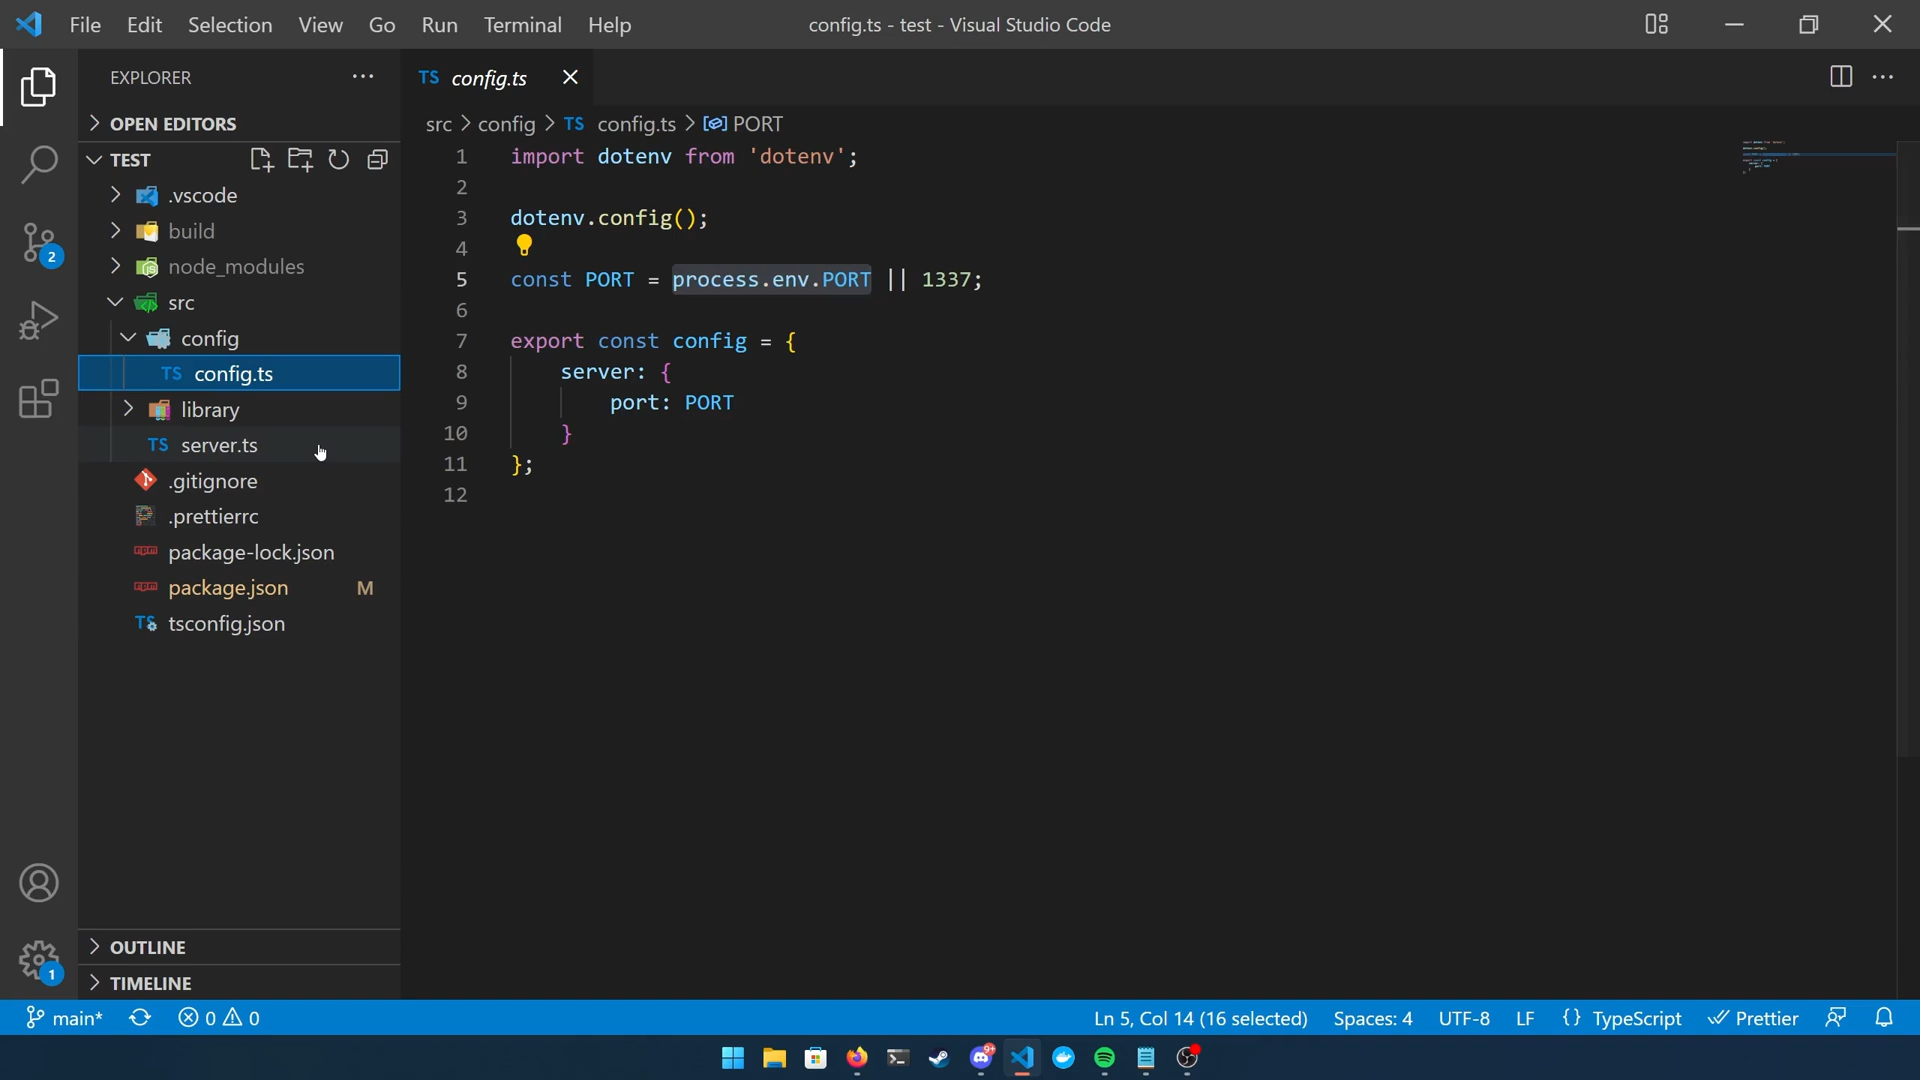 File Edit Selection View Go Run Terminal Help
config.ts - test - Visual Studio Code
EXPLORER
OPEN EDITORS
TEST
.vscode
build
node_modules
src
config
TS config.ts
library
TS server.ts
.gitignore
.prettierrc
package-lock.json
package.json M
TS tsconfig.json
OUTLINE
TIMELINE
2
1
TS config.ts
src > config > TS config.ts > PORT
1 import dotenv from 'dotenv';
2
3 dotenv.config();
4
5 const PORT = process.env.PORT || 1337;
6
7 export const config = {
8 server: {
9 port: PORT
10 }
11 };
12
main* 0 0
Ln 5, Col 14 (16 selected) Spaces: 4 UTF-8 LF {} TypeScript Prettier
9+